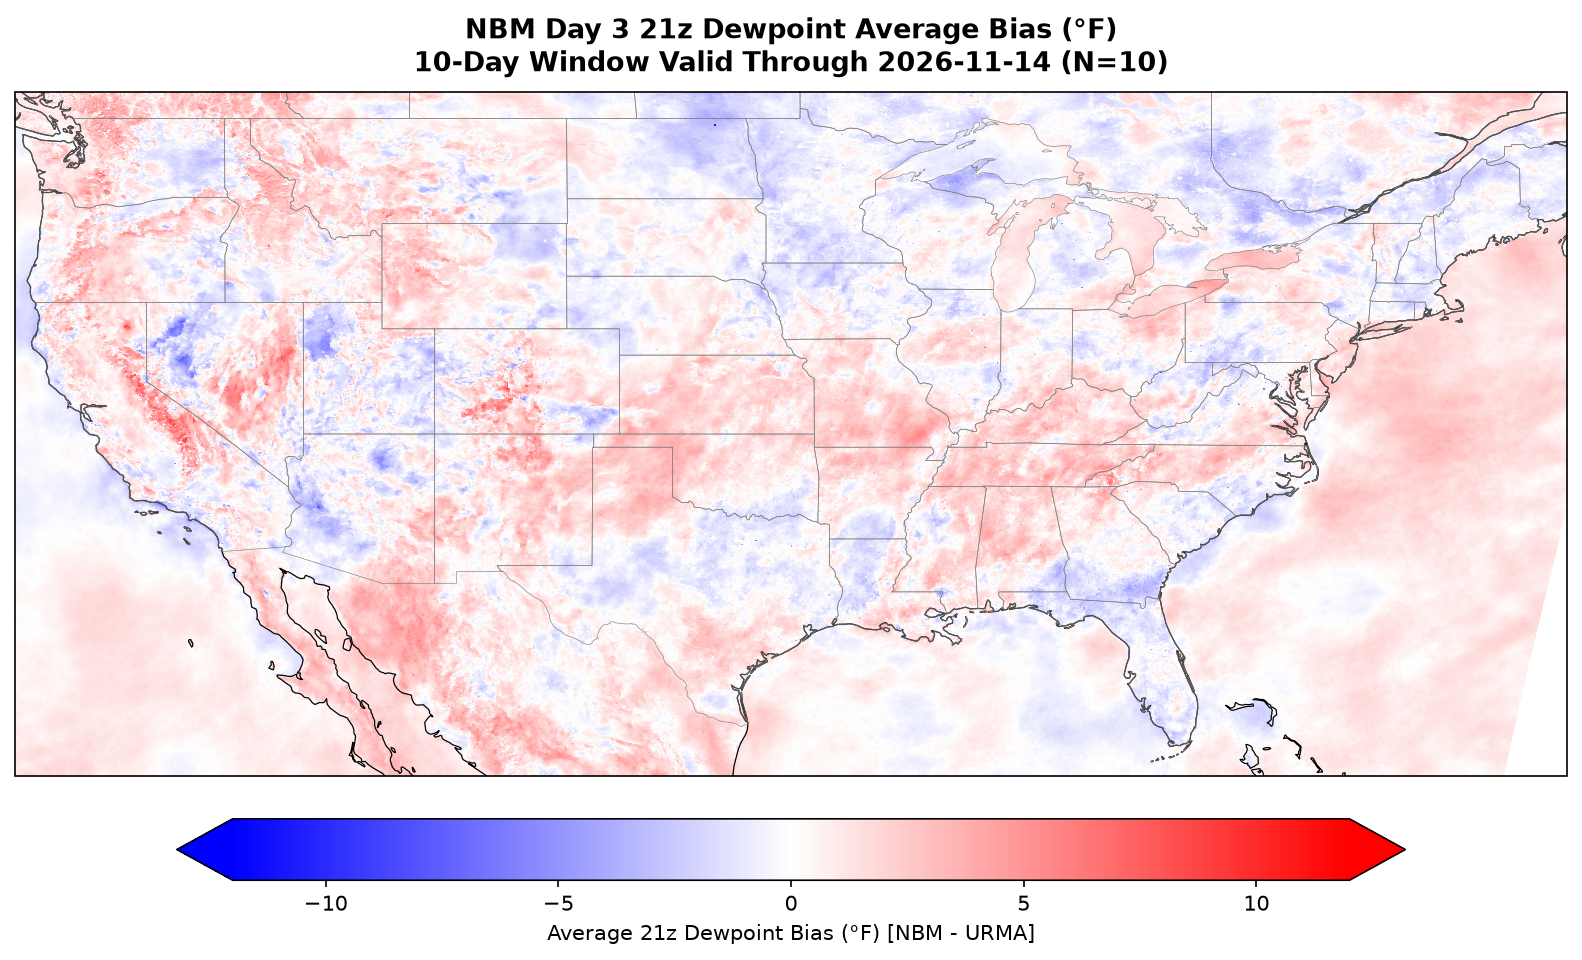 NBM Day 3 21z Dewpoint Average Bias (°F)
10-Day Window Valid Through 2026-11-14 (N=10)
−10 −5 0 5 10
Average 21z Dewpoint Bias (°F) [NBM - URMA]